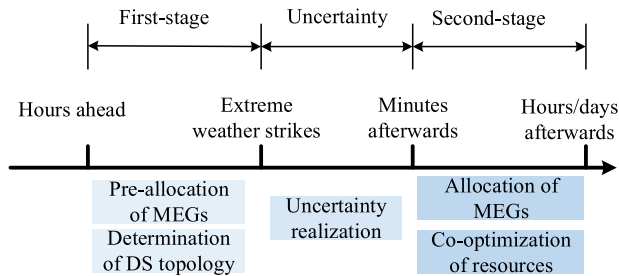 First-stage
Uncertainty
Second-stage
Hours ahead
Extreme
weather strikes
Minutes
afterwards
Hours/days
afterwards
Pre-allocation
of MEGs
Determination
of DS topology
Uncertainty
realization
Allocation of
MEGs
Co-optimization
of resources